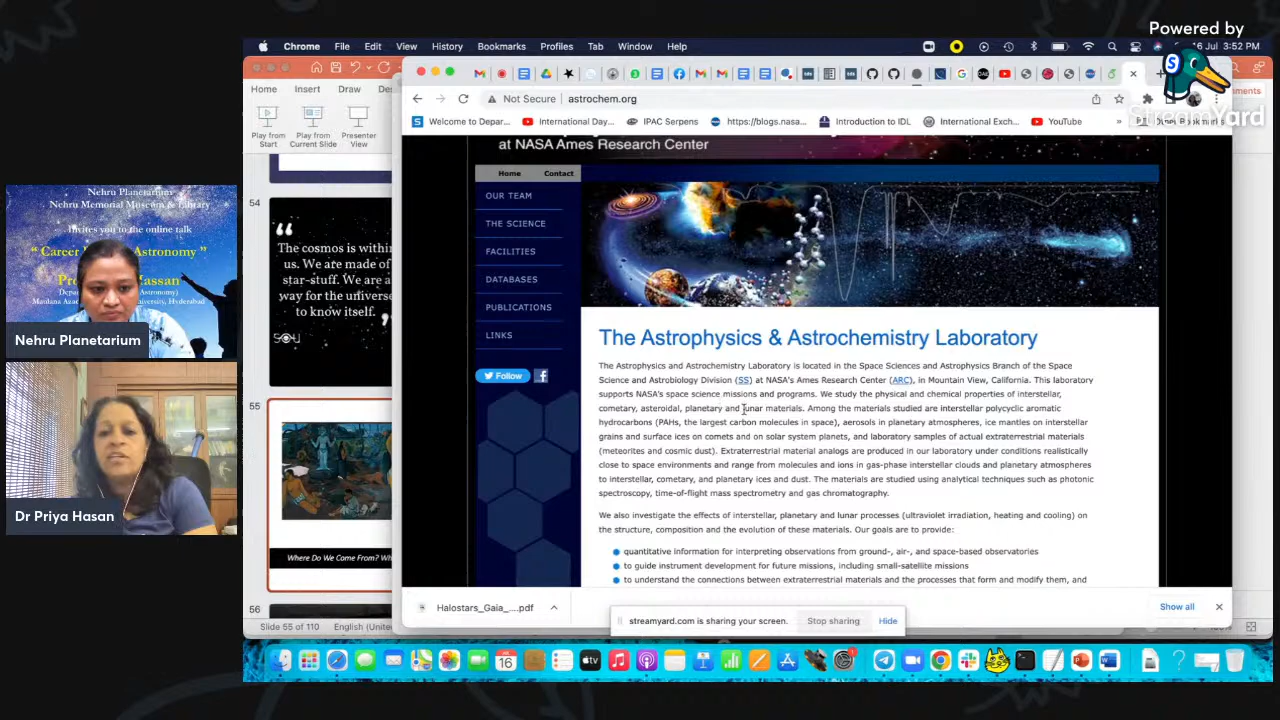 Powered by
StreamYard
Chrome File Edit View History Bookmarks Profiles Tab Window Help
16 Jul 3:52 PM
Home Insert Draw
Play from Start
Play from Current Slide
Presenter View
Not Secure astrochem.org
Welcome to Depar...
International Day...
IPAC Serpens
https://blogs.nasa...
Introduction to IDL
International Exch...
YouTube
at NASA Ames Research Center
Home Contact
OUR TEAM
THE SCIENCE
FACILITIES
DATABASES
PUBLICATIONS
LINKS
Follow
The Astrophysics & Astrochemistry Laboratory
The Astrophysics and Astrochemistry Laboratory is located in the Space Sciences and Astrophysics Branch of the Space
Science and Astrobiology Division (SS) at NASA's Ames Research Center (ARC), in Mountain View, California. This laboratory
supports NASA's space science missions and programs. We study the physical and chemical properties of interstellar,
cometary, asteroidal, planetary and lunar materials. Among the materials studied are interstellar polycyclic aromatic
hydrocarbons (PAHs, the largest carbon molecules in space), aerosols in planetary atmospheres, ice mantles on interstellar
grains and surface ices on comets and on solar system planets, and laboratory samples of actual extraterrestrial materials
(meteorites and cosmic dust). Extraterrestrial material analogs are produced in our laboratory under conditions realistically
close to space environments and range from molecules and ions in gas-phase interstellar clouds and planetary atmospheres
to interstellar, cometary, and planetary ices and dust. The materials are studied using analytical techniques such as photonic
spectroscopy, time-of-flight mass spectrometry and gas chromatography.
We also investigate the effects of interstellar, planetary and lunar processes (ultraviolet irradiation, heating and cooling) on
the structure, composition and the evolution of these materials. Our goals are to provide:
quantitative information for interpreting observations from ground-, air-, and space-based observatories
to guide instrument development for future missions, including small-satellite missions
to understand the connections between extraterrestrial materials and the processes that form and modify them, and
54
The cosmos is within
us. We are made of
star-stuff. We are a
way for the universe
to know itself.
55
Where Do We Come From?
56
Slide 55 of 110
Halostars_Gaia_....pdf
Show all
streamyard.com is sharing your screen.
Stop sharing
Hide
Nehru Planetarium
Nehru Memorial Museum & Library
Invites you to the online talk
Nehru Planetarium
Dr Priya Hasan